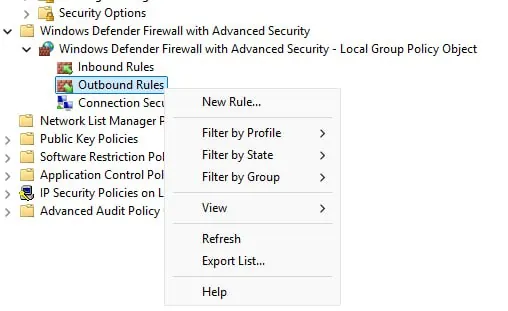 Security Options
Windows Defender Firewall with Advanced Security
Windows Defender Firewall with Advanced Security - Local Group Policy Object
Inbound Rules
Outbound Rules
Connection Secu
Network List Manager P
Public Key Policies
Software Restriction Pol
Application Control Pol
IP Security Policies on L
Advanced Audit Policy
New Rule...
Filter by Profile
Filter by State
Filter by Group
View
Refresh
Export List...
Help